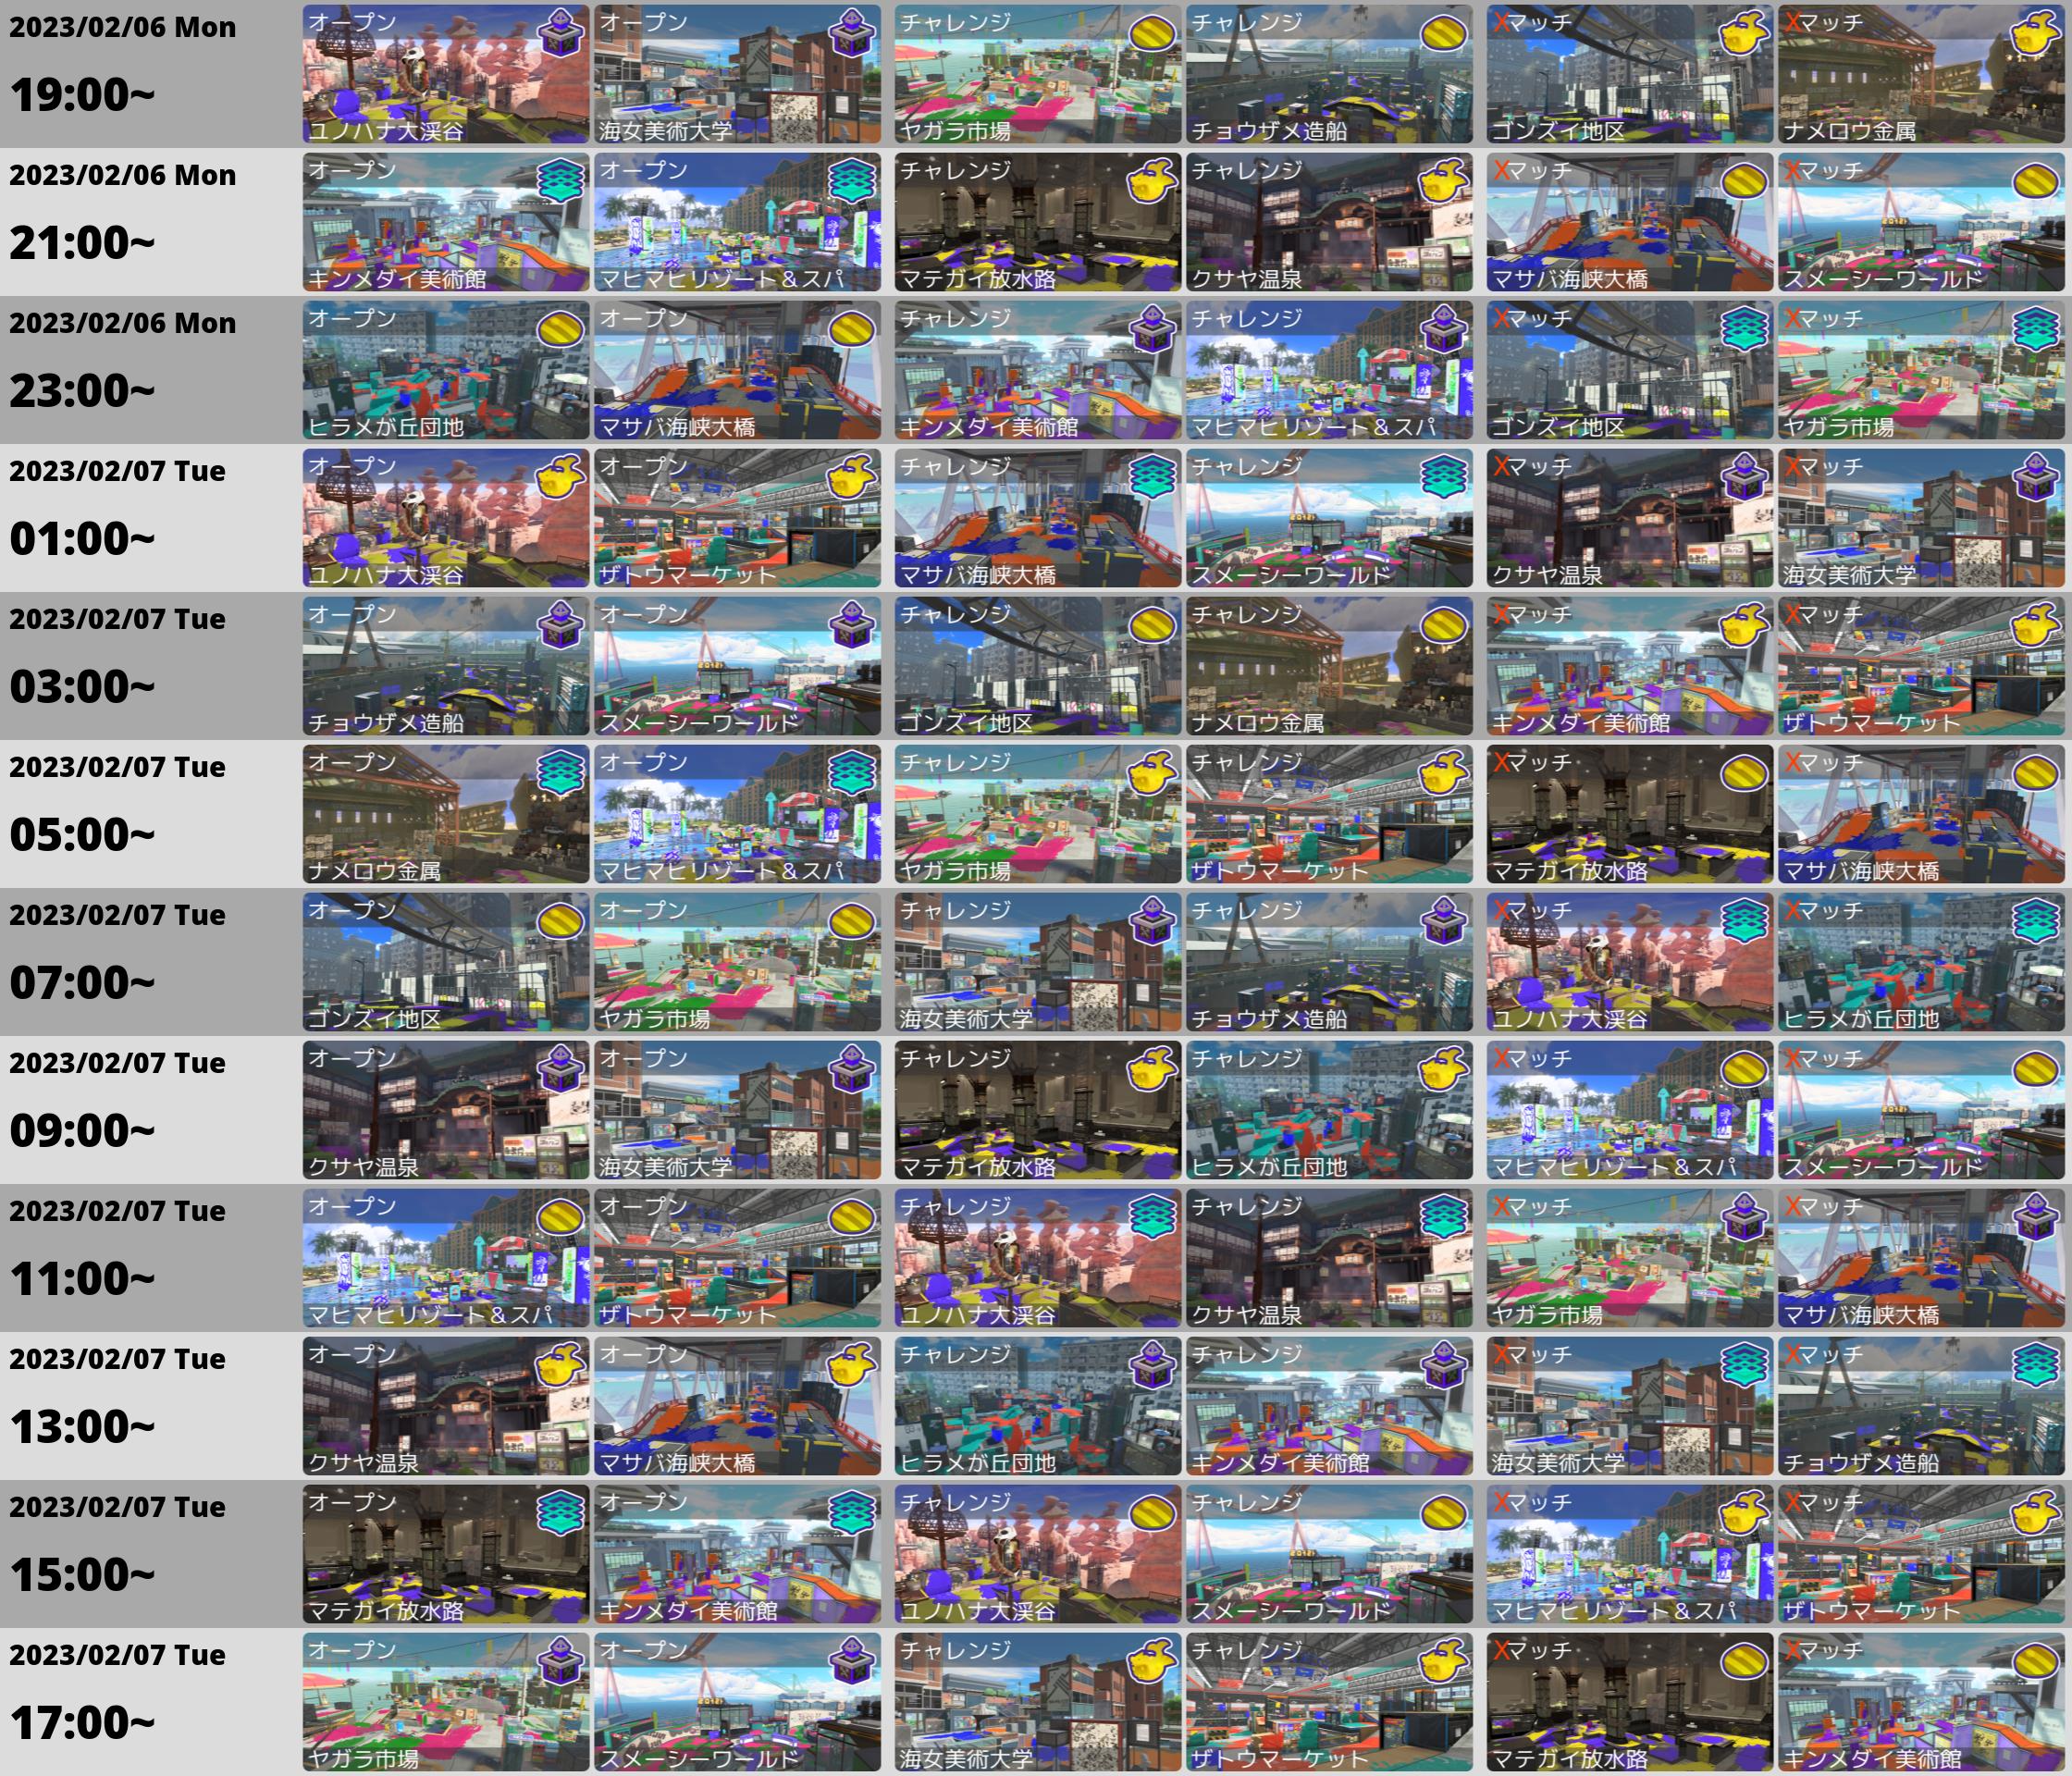 2023/02/06 Mon
19:00~
オープン オープン チャレンジ チャレンジ Xマッチ Xマッチ
ユノハナ大渓谷 海女美術大学 ヤガラ市場 チョウザメ造船 ゴンズイ地区 ナメロウ金属
2023/02/06 Mon
21:00~
オープン オープン チャレンジ チャレンジ Xマッチ Xマッチ
キンメダイ美術館 マヒマヒリゾート&スパ マテガイ放水路 クサヤ温泉 マサバ海峡大橋 スメーシーワールド
2023/02/06 Mon
23:00~
オープン オープン チャレンジ チャレンジ Xマッチ Xマッチ
ヒラメが丘団地 マサバ海峡大橋 キンメダイ美術館 マヒマヒリゾート&スパ ゴンズイ地区 ヤガラ市場
2023/02/07 Tue
01:00~
オープン オープン チャレンジ チャレンジ Xマッチ Xマッチ
ユノハナ大渓谷 ザトウマーケット マサバ海峡大橋 スメーシーワールド クサヤ温泉 海女美術大学
2023/02/07 Tue
03:00~
オープン オープン チャレンジ チャレンジ Xマッチ Xマッチ
チョウザメ造船 スメーシーワールド ゴンズイ地区 ナメロウ金属 キンメダイ美術館 ザトウマーケット
2023/02/07 Tue
05:00~
オープン オープン チャレンジ チャレンジ Xマッチ Xマッチ
ナメロウ金属 マヒマヒリゾート&スパ ヤガラ市場 ザトウマーケット マテガイ放水路 マサバ海峡大橋
2023/02/07 Tue
07:00~
オープン オープン チャレンジ チャレンジ Xマッチ Xマッチ
ゴンズイ地区 ヤガラ市場 海女美術大学 チョウザメ造船 ユノハナ大渓谷 ヒラメが丘団地
2023/02/07 Tue
09:00~
オープン オープン チャレンジ チャレンジ Xマッチ Xマッチ
クサヤ温泉 海女美術大学 マテガイ放水路 ヒラメが丘団地 マヒマヒリゾート&スパ スメーシーワールド
2023/02/07 Tue
11:00~
オープン オープン チャレンジ チャレンジ Xマッチ Xマッチ
マヒマヒリゾート&スパ ザトウマーケット ユノハナ大渓谷 クサヤ温泉 ヤガラ市場 マサバ海峡大橋
2023/02/07 Tue
13:00~
オープン オープン チャレンジ チャレンジ Xマッチ Xマッチ
クサヤ温泉 マサバ海峡大橋 ヒラメが丘団地 キンメダイ美術館 海女美術大学 チョウザメ造船
2023/02/07 Tue
15:00~
オープン オープン チャレンジ チャレンジ Xマッチ Xマッチ
マテガイ放水路 キンメダイ美術館 ユノハナ大渓谷 スメーシーワールド マヒマヒリゾート&スパ ザトウマーケット
2023/02/07 Tue
17:00~
オープン オープン チャレンジ チャレンジ Xマッチ Xマッチ
ヤガラ市場 スメーシーワールド 海女美術大学 ザトウマーケット マテガイ放水路 キンメダイ美術館